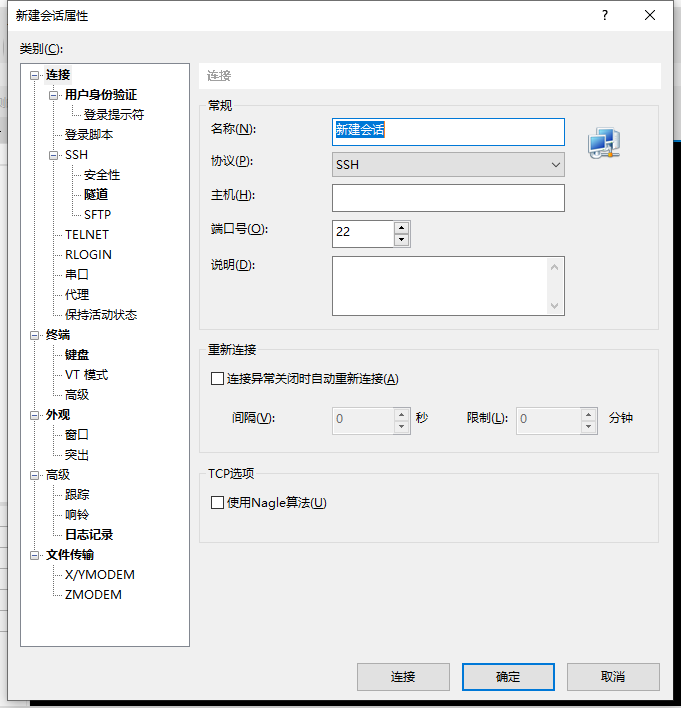 新建会话属性
?
类别(C):
连接
用户身份验证
登录提示符
登录脚本
SSH
安全性
隧道
SFTP
TELNET
RLOGIN
串口
代理
保持活动状态
终端
键盘
VT 模式
高级
外观
窗口
突出
高级
跟踪
响铃
日志记录
文件传输
X/YMODEM
ZMODEM
连接
常规
名称(N): 新建会话
协议(P): SSH
主机(H):
端口号(O): 22
说明(D):
重新连接
连接异常关闭时自动重新连接(A)
间隔(V): 0 秒 限制(L): 0 分钟
TCP选项
使用Nagle算法(U)
连接 确定 取消